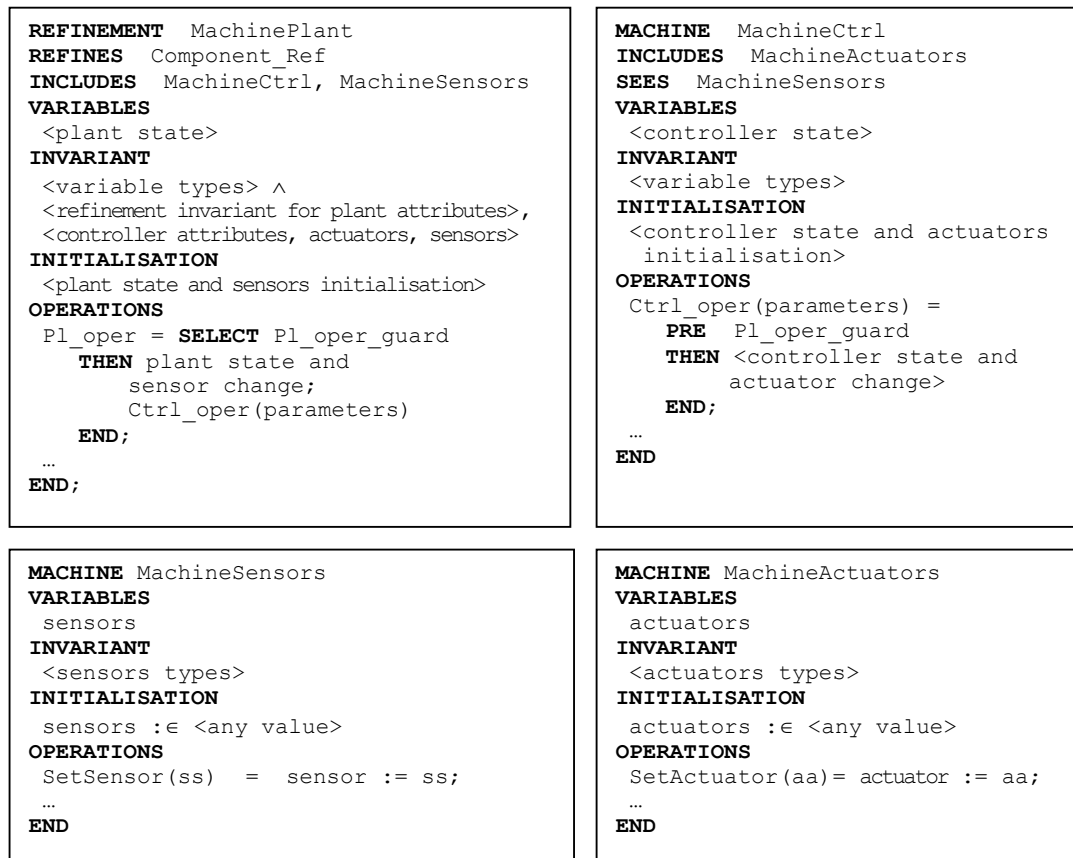 REFINEMENT MachinePlant
REFINES Component_Ref
INCLUDES MachineCtrl, MachineSensors
VARIABLES
<plant state>
INVARIANT
<variable types> ∧
<refinement invariant for plant attributes>,
<controller attributes, actuators, sensors>
INITIALISATION
<plant state and sensors initialisation>
OPERATIONS
Pl_oper = SELECT Pl_oper_guard
THEN plant state and
sensor change;
Ctrl_oper(parameters)
END;
…
END;
MACHINE MachineCtrl
INCLUDES MachineActuators
SEES MachineSensors
VARIABLES
<controller state>
INVARIANT
<variable types>
INITIALISATION
<controller state and actuators
initialisation>
OPERATIONS
Ctrl_oper(parameters) =
PRE Pl_oper_guard
THEN <controller state and
actuator change>
END;
…
END
MACHINE MachineSensors
VARIABLES
sensors
INVARIANT
<sensors types>
INITIALISATION
sensors :∈ <any value>
OPERATIONS
SetSensor(ss) = sensor := ss;
…
END
MACHINE MachineActuators
VARIABLES
actuators
INVARIANT
<actuators types>
INITIALISATION
actuators :∈ <any value>
OPERATIONS
SetActuator(aa)= actuator := aa;
…
END